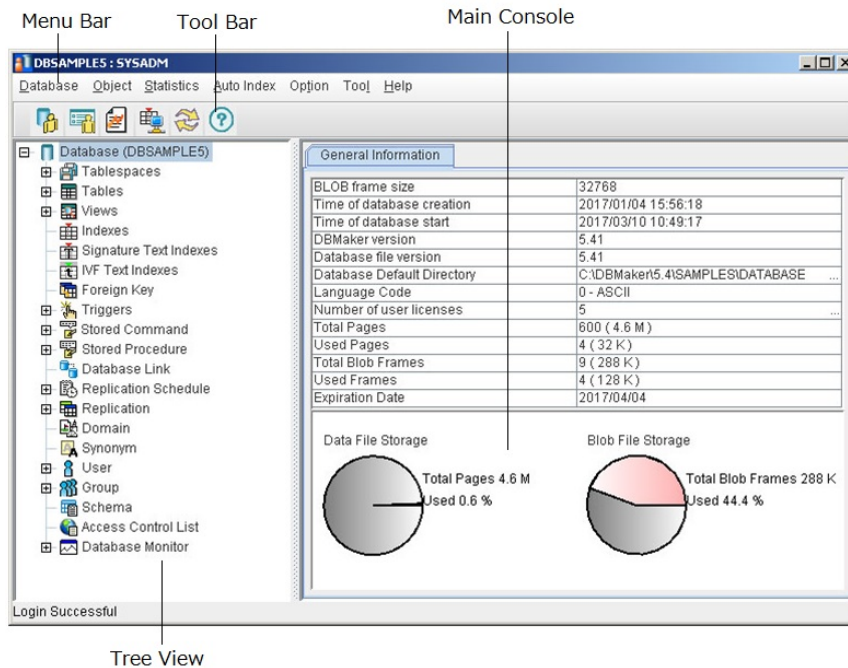 Menu Bar
Tool Bar
Main Console
DBSAMPLE5 : SYSADM
Database Object Statistics Auto Index Option Tool Help
Database (DBSAMPLE5)
Tablespaces
Tables
Views
Indexes
Signature Text Indexes
IVF Text Indexes
Foreign Key
Triggers
Stored Command
Stored Procedure
Database Link
Replication Schedule
Replication
Domain
Synonym
User
Group
Schema
Access Control List
Database Monitor
General Information
BLOB frame size 32768
Time of database creation 2017/01/04 15:56:18
Time of database start 2017/03/10 10:49:17
DBMaker version 5.41
Database file version 5.41
Database Default Directory C:\DBMaker\5.4\SAMPLES\DATABASE ...
Language Code 0 - ASCII
Number of user licenses 5 ...
Total Pages 600 ( 4.6 M )
Used Pages 4 ( 32 K )
Total Blob Frames 9 ( 288 K )
Used Frames 4 ( 128 K )
Expiration Date 2017/04/04
Data File Storage
Total Pages 4.6 M
Used 0.6 %
Blob File Storage
Total Blob Frames 288 K
Used 44.4 %
Login Successful
Tree View